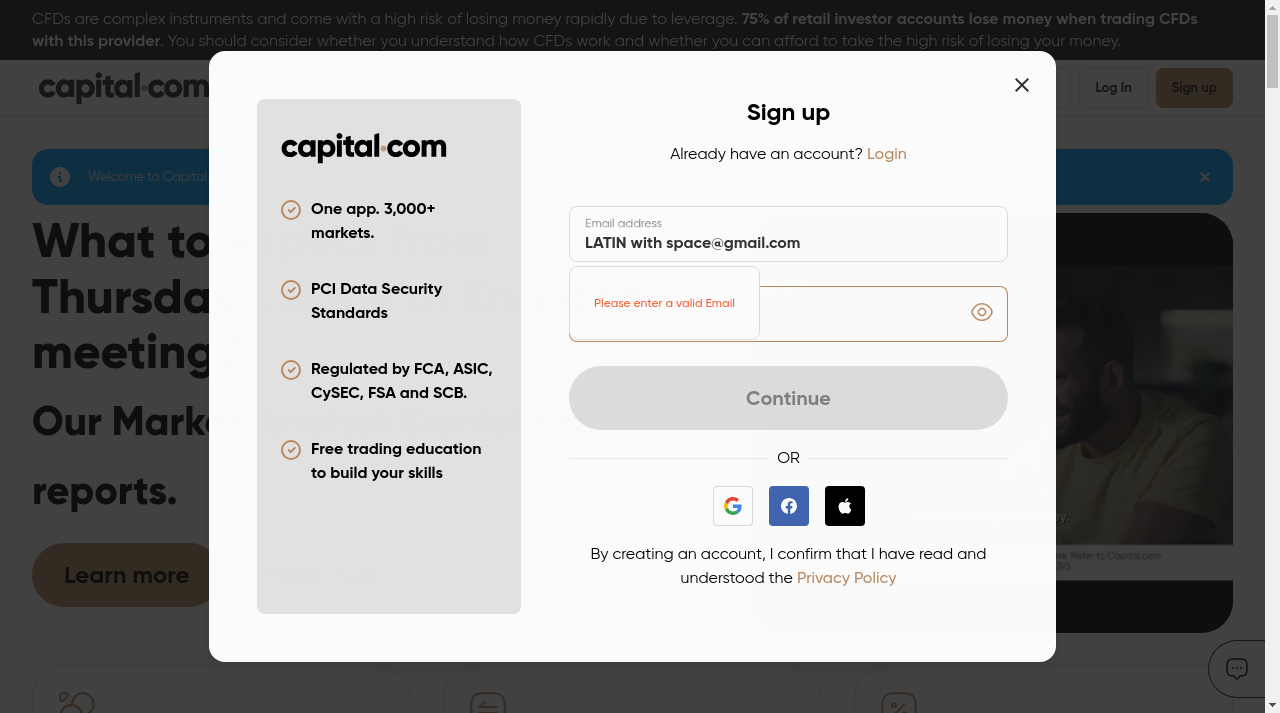 CFDs are complex instruments and come with a high risk of losing money rapidly due to leverage. 75% of retail investor accounts lose money when trading CFDs
with this provider. You should consider whether you understand how CFDs work and whether you can afford to take the high risk of losing your money.
capital.com
Log In
Sign up
Welcome to Capital
What to
Thursday
meeting
Our Market
reports.
Learn more
capital.com
One app. 3,000+
markets.
PCI Data Security
Standards
Regulated by FCA, ASIC,
CySEC, FSA and SCB.
Free trading education
to build your skills
Sign up
Already have an account? Login
Email address
LATIN with space@gmail.com
Please enter a valid Email
Continue
OR
By creating an account, I confirm that I have read and
understood the Privacy Policy
Refer to Capital.com